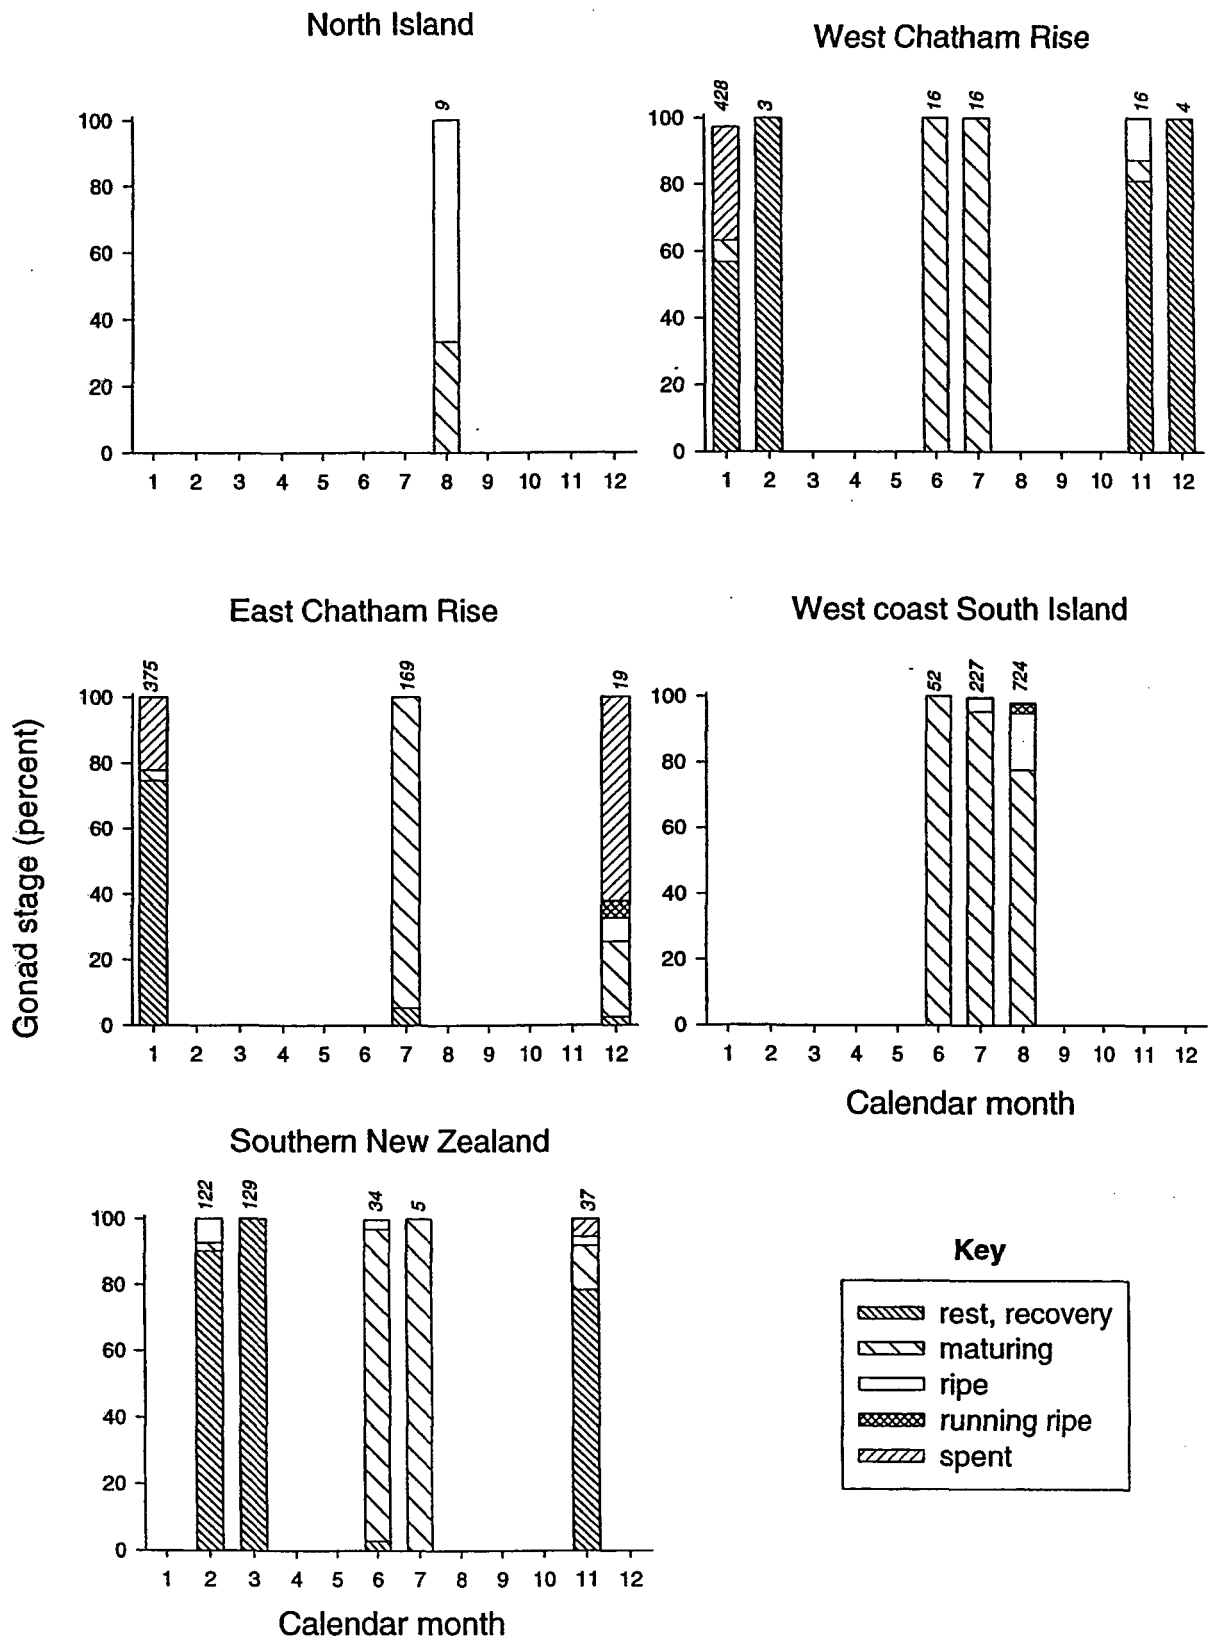 North Island
9
100
80
60
40
20
0
1 2 3 4 5 6 7 8 9 10 11 12
West Chatham Rise
428 3 16 16 16 4
100
80
60
40
20
0
1 2 3 4 5 6 7 8 9 10 11 12
East Chatham Rise
375 169 19
100
80
60
40
20
0
1 2 3 4 5 6 7 8 9 10 11 12
West coast South Island
52 227 724
100
80
60
40
20
0
1 2 3 4 5 6 7 8 9 10 11 12
Calendar month
Gonad stage (percent)
Southern New Zealand
122 129 34 5 37
100
80
60
40
20
0
1 2 3 4 5 6 7 8 9 10 11 12
Calendar month
Key
rest, recovery
maturing
ripe
running ripe
spent